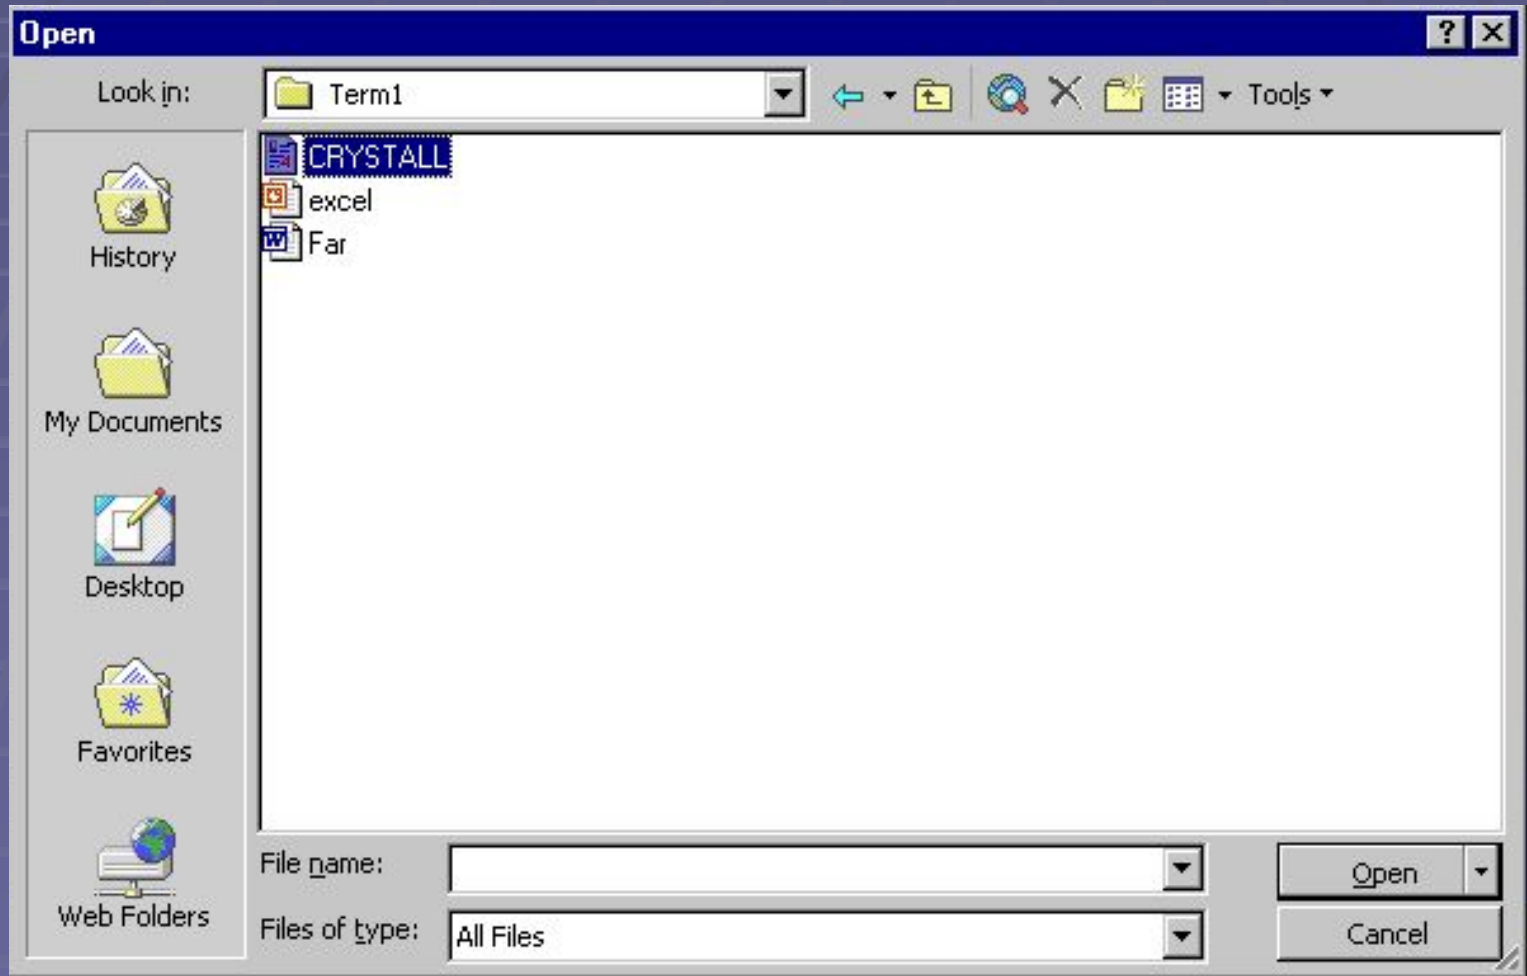 Open
Look in:
Term1
Tools
CRYSTALL
excel
Far
History
My Documents
Desktop
Favorites
Web Folders
File name:
Open
Files of type:
All Files
Cancel